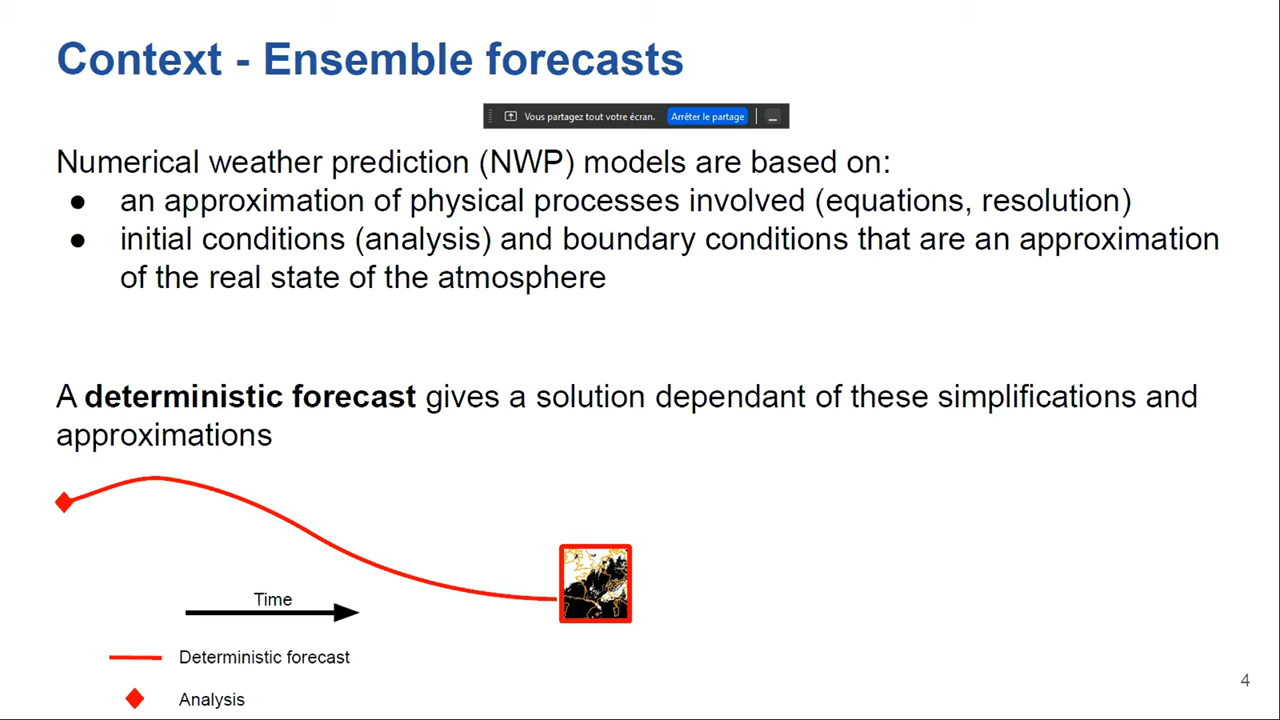 Context - Ensemble forecasts
Vous partagez tout votre écran. Arrêter le partage
Numerical weather prediction (NWP) models are based on:
● an approximation of physical processes involved (equations, resolution)
● initial conditions (analysis) and boundary conditions that are an approximation
of the real state of the atmosphere
A deterministic forecast gives a solution dependant of these simplifications and
approximations
Time
Deterministic forecast
Analysis
4